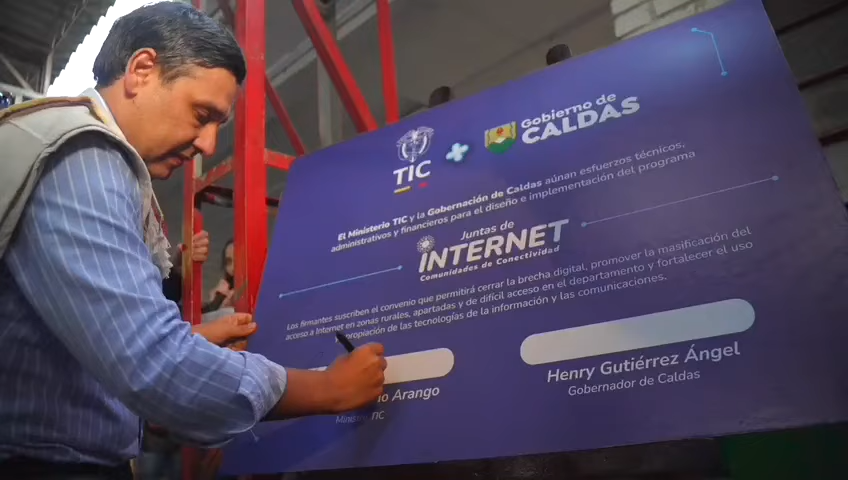 TIC
Gobierno de
CALDAS
El Ministerio TIC y la Gobernación de Caldas aúnan esfuerzos técnicos,
administrativos y financieros para el diseño e implementación del programa
Juntas de
INTERNET
Comunidades de Conectividad
Los firmantes suscriben el convenio que permitirá cerrar la brecha digital, promover la masificación del
acceso a Internet en zonas rurales, apartadas y de difícil acceso en el departamento y fortalecer el uso
propiación de las tecnologías de la información y las comunicaciones.
Arango
TIC
Henry Gutiérrez Ángel
Gobernador de Caldas